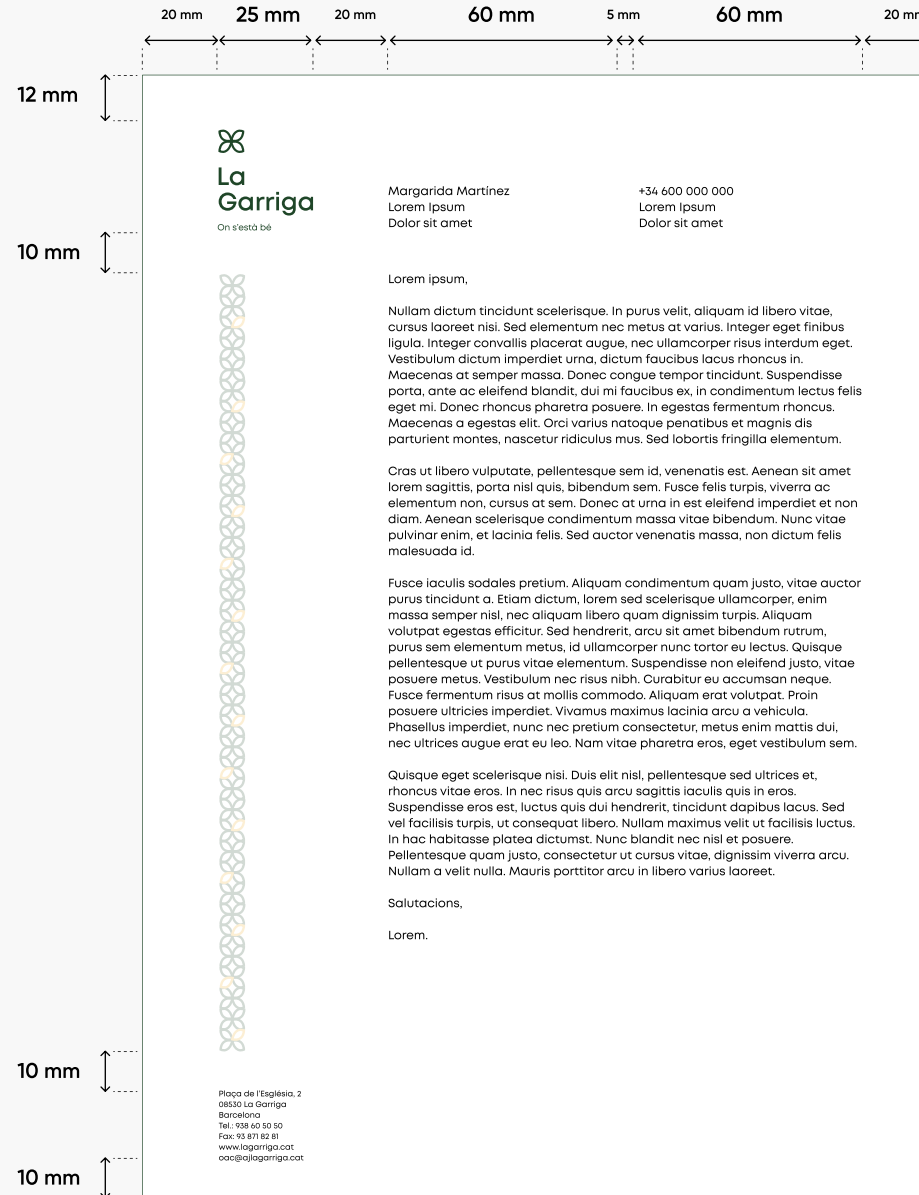 20 mm 25 mm 20 mm 60 mm 5 mm 60 mm 20 mm
12 mm
La
Garriga
On s'està bé
Margarida Martínez
Lorem Ipsum
Dolor sit amet
+34 600 000 000
Lorem Ipsum
Dolor sit amet
10 mm
Lorem ipsum,
Nullam dictum tincidunt scelerisque. In purus velit, aliquam id libero vitae,
cursus laoreet nisi. Sed elementum nec metus at varius. Integer eget finibus
ligula. Integer convallis placerat augue, nec ullamcorper risus interdum eget.
Vestibulum dictum imperdiet urna, dictum faucibus lacus rhoncus in.
Maecenas at semper massa. Donec congue tempor tincidunt. Suspendisse
porta, ante ac eleifend blandit, dui mi faucibus ex, in condimentum lectus felis
eget mi. Donec rhoncus pharetra posuere. In egestas fermentum rhoncus.
Maecenas a egestas elit. Orci varius natoque penatibus et magnis dis
parturient montes, nascetur ridiculus mus. Sed lobortis fringilla elementum.
Cras ut libero vulputate, pellentesque sem id, venenatis est. Aenean sit amet
lorem sagittis, porta nisl quis, bibendum sem. Fusce felis turpis, viverra ac
elementum non, cursus at sem. Donec at urna in est eleifend imperdiet et non
diam. Aenean scelerisque condimentum massa vitae bibendum. Nunc vitae
pulvinar enim, et lacinia felis. Sed auctor venenatis massa, non dictum felis
malesuada id.
Fusce iaculis sodales pretium. Aliquam condimentum quam justo, vitae auctor
purus tincidunt a. Etiam dictum, lorem sed scelerisque ullamcorper, enim
massa semper nisl, nec aliquam libero quam dignissim turpis. Aliquam
volutpat egestas efficitur. Sed hendrerit, arcu sit amet bibendum rutrum,
purus sem elementum metus, id ullamcorper nunc tortor eu lectus. Quisque
pellentesque ut purus vitae elementum. Suspendisse non eleifend justo, vitae
posuere metus. Vestibulum nec risus nibh. Curabitur eu accumsan neque.
Fusce fermentum risus at mollis commodo. Aliquam erat volutpat. Proin
posuere ultricies imperdiet. Vivamus maximus lacinia arcu a vehicula.
Phasellus imperdiet, nunc nec pretium consectetur, metus enim mattis dui,
nec ultrices augue erat eu leo. Nam vitae pharetra eros, eget vestibulum sem.
Quisque eget scelerisque nisi. Duis elit nisl, pellentesque sed ultrices et,
rhoncus vitae eros. In nec risus quis arcu sagittis iaculis quis in eros.
Suspendisse eros est, luctus quis dui hendrerit, tincidunt dapibus lacus. Sed
vel facilisis turpis, ut consequat libero. Nullam maximus velit ut facilisis luctus.
In hac habitasse platea dictumst. Nunc blandit nec nisl et posuere.
Pellentesque quam justo, consectetur ut cursus vitae, dignissim viverra arcu.
Nullam a velit nulla. Mauris porttitor arcu in libero varius laoreet.
Salutacions,
Lorem.
10 mm
Plaça de l'Església, 2
08530 La Garriga
Barcelona
Tel.: 938 60 50 50
Fax: 93 871 82 81
www.lagarriga.cat
oac@ajlagarriga.cat
10 mm